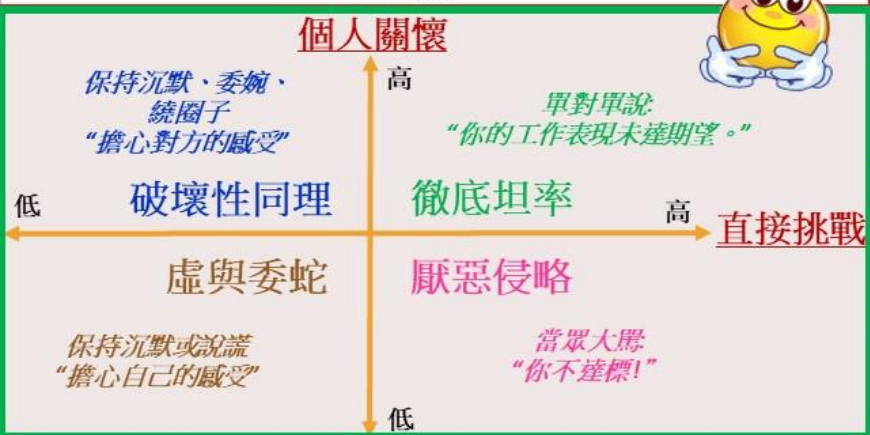 個人關懷
高
保持沉默、委婉、
繞圈子
“擔心對方的感受”
單對單說:
“你的工作表現未達期望。”
低
破壞性同理
徹底坦率
高
直接挑戰
虛與委蛇
厭惡侵略
保持沉默或說謊
“擔心自己的感受”
當眾大罵:
“你不達標!”
低